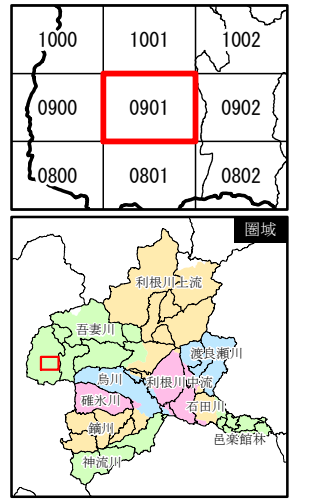 1000 1001 1002
0900 0901 0902
0800 0801 0802
圏域
利根川上流
吾妻川
渡良瀬川
烏川
利根川中流
碓氷川
石田川
鏑川
邑楽館林
神流川